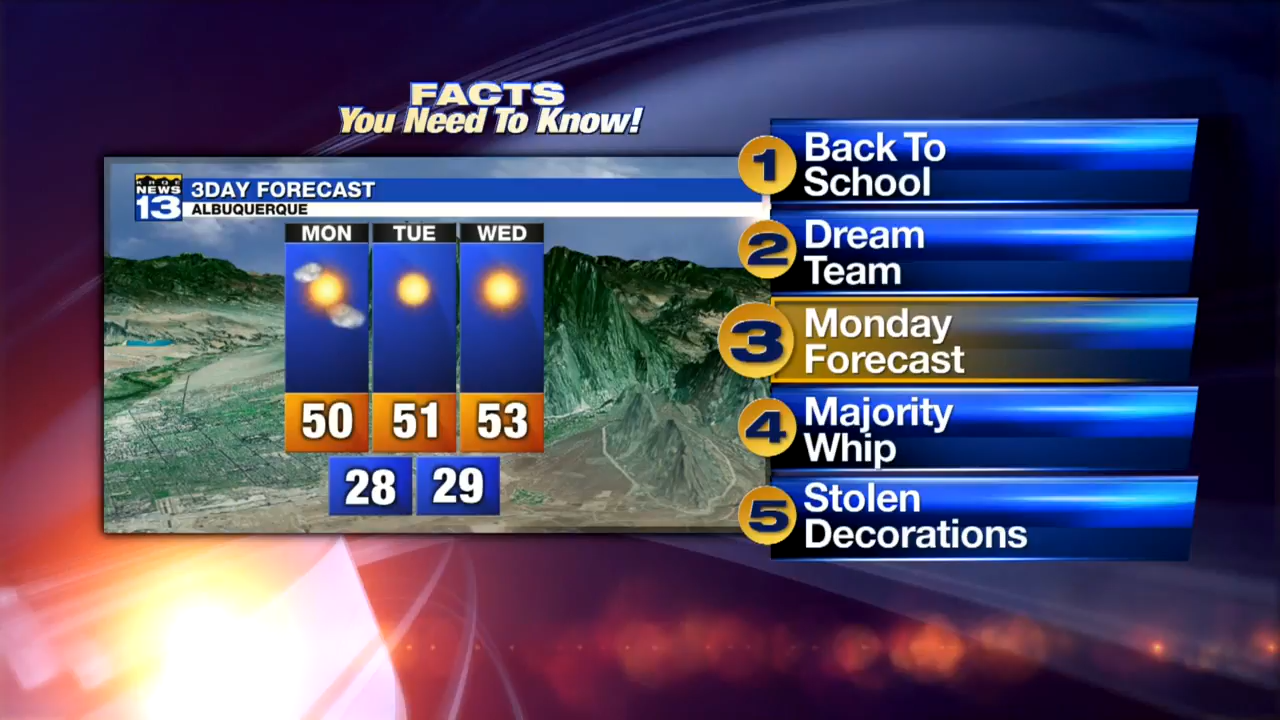 FACTS
You Need To Know!
KRQE
NEWS
13
3DAY FORECAST
ALBUQUERQUE
MON TUE WED
50 51 53
28 29
1 Back To
School
2 Dream
Team
3 Monday
Forecast
4 Majority
Whip
5 Stolen
Decorations